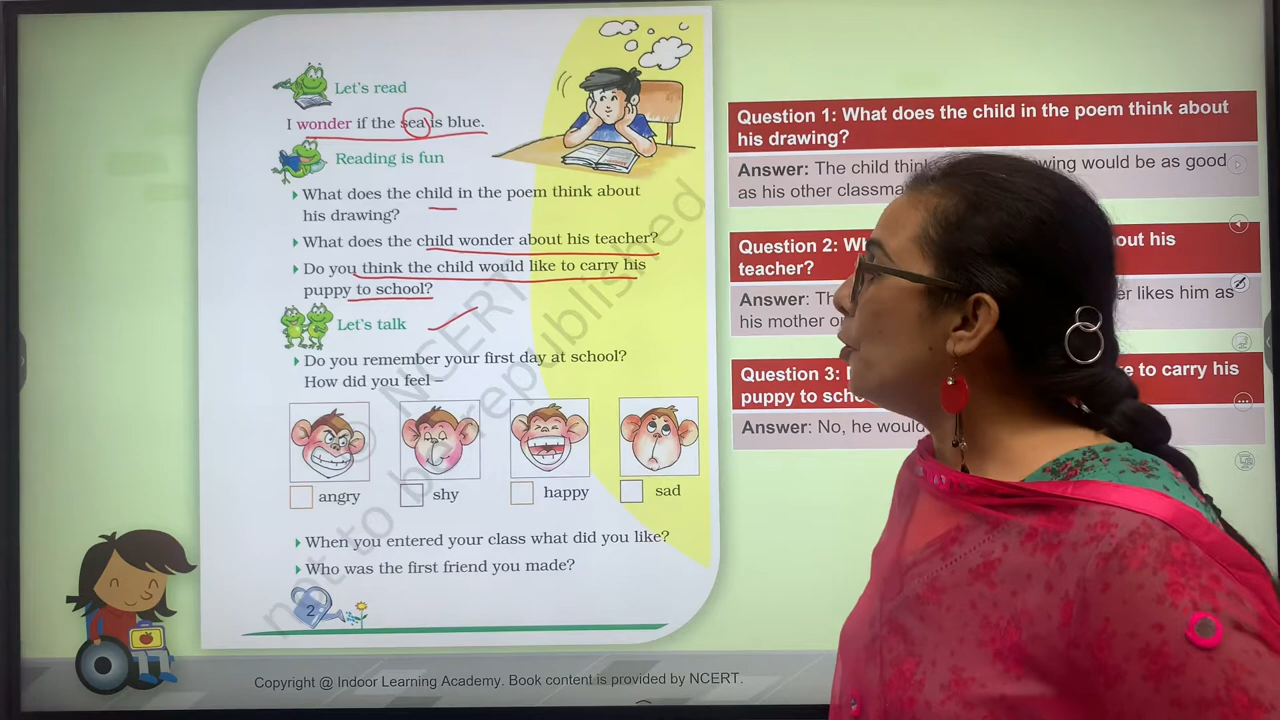 Let's read
I wonder if the sea is blue.
Reading is fun
What does the child in the poem think about
his drawing?
What does the child wonder about his teacher?
Do you think the child would like to carry his
puppy to school?
Let's talk
Do you remember your first day at school?
How did you feel –
angry
shy
happy
sad
When you entered your class what did you like?
Who was the first friend you made?
2
© NCERT
not to be republished
Question 1: What does the child in the poem think about
his drawing?
Answer: The child wing would be as good
as his other
Question 2: out his
teacher?
Answer: likes him as
his mother
Question 3: to carry his
puppy to
Answer: No, he would
Copyright @ Indoor Learning Academy. Book content is provided by NCERT.